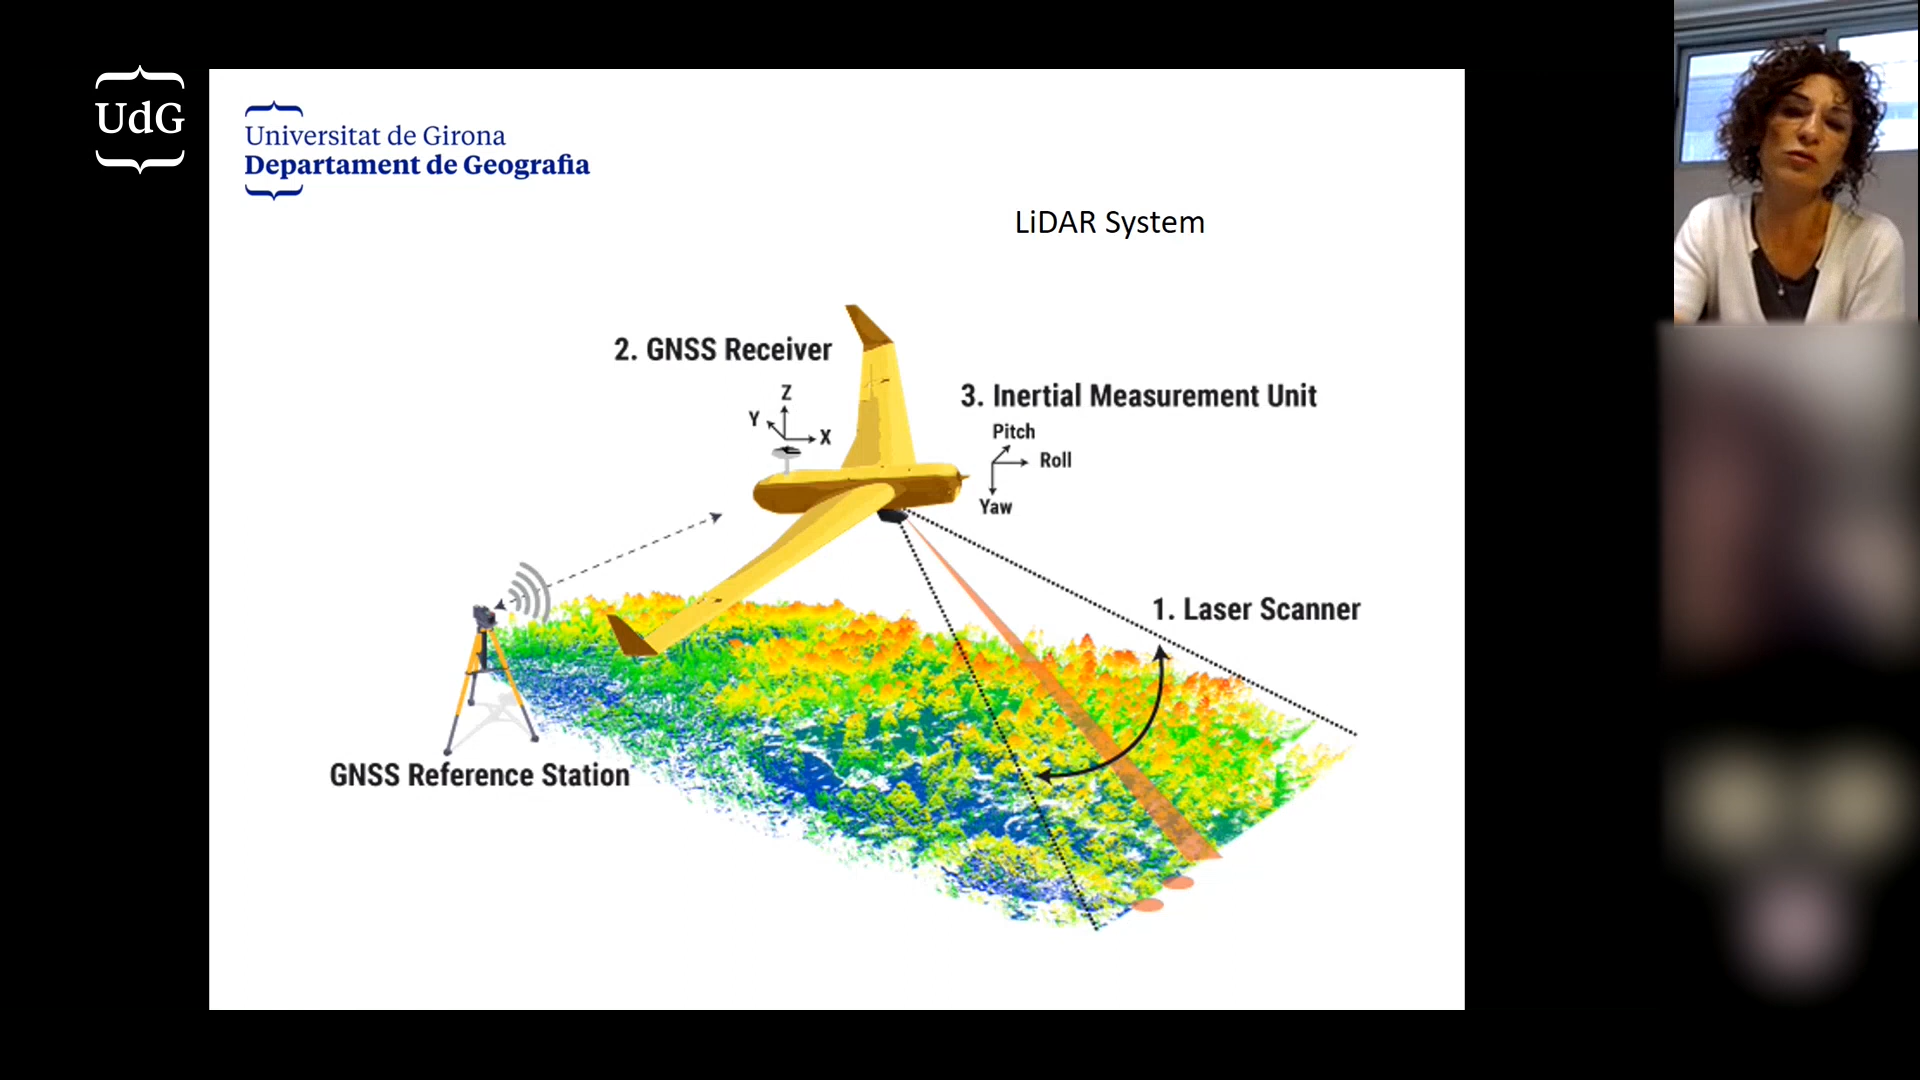 UdG
Universitat de Girona
Departament de Geografia
LiDAR System
2. GNSS Receiver
Z
Y
X
3. Inertial Measurement Unit
Pitch
Roll
Yaw
1. Laser Scanner
GNSS Reference Station